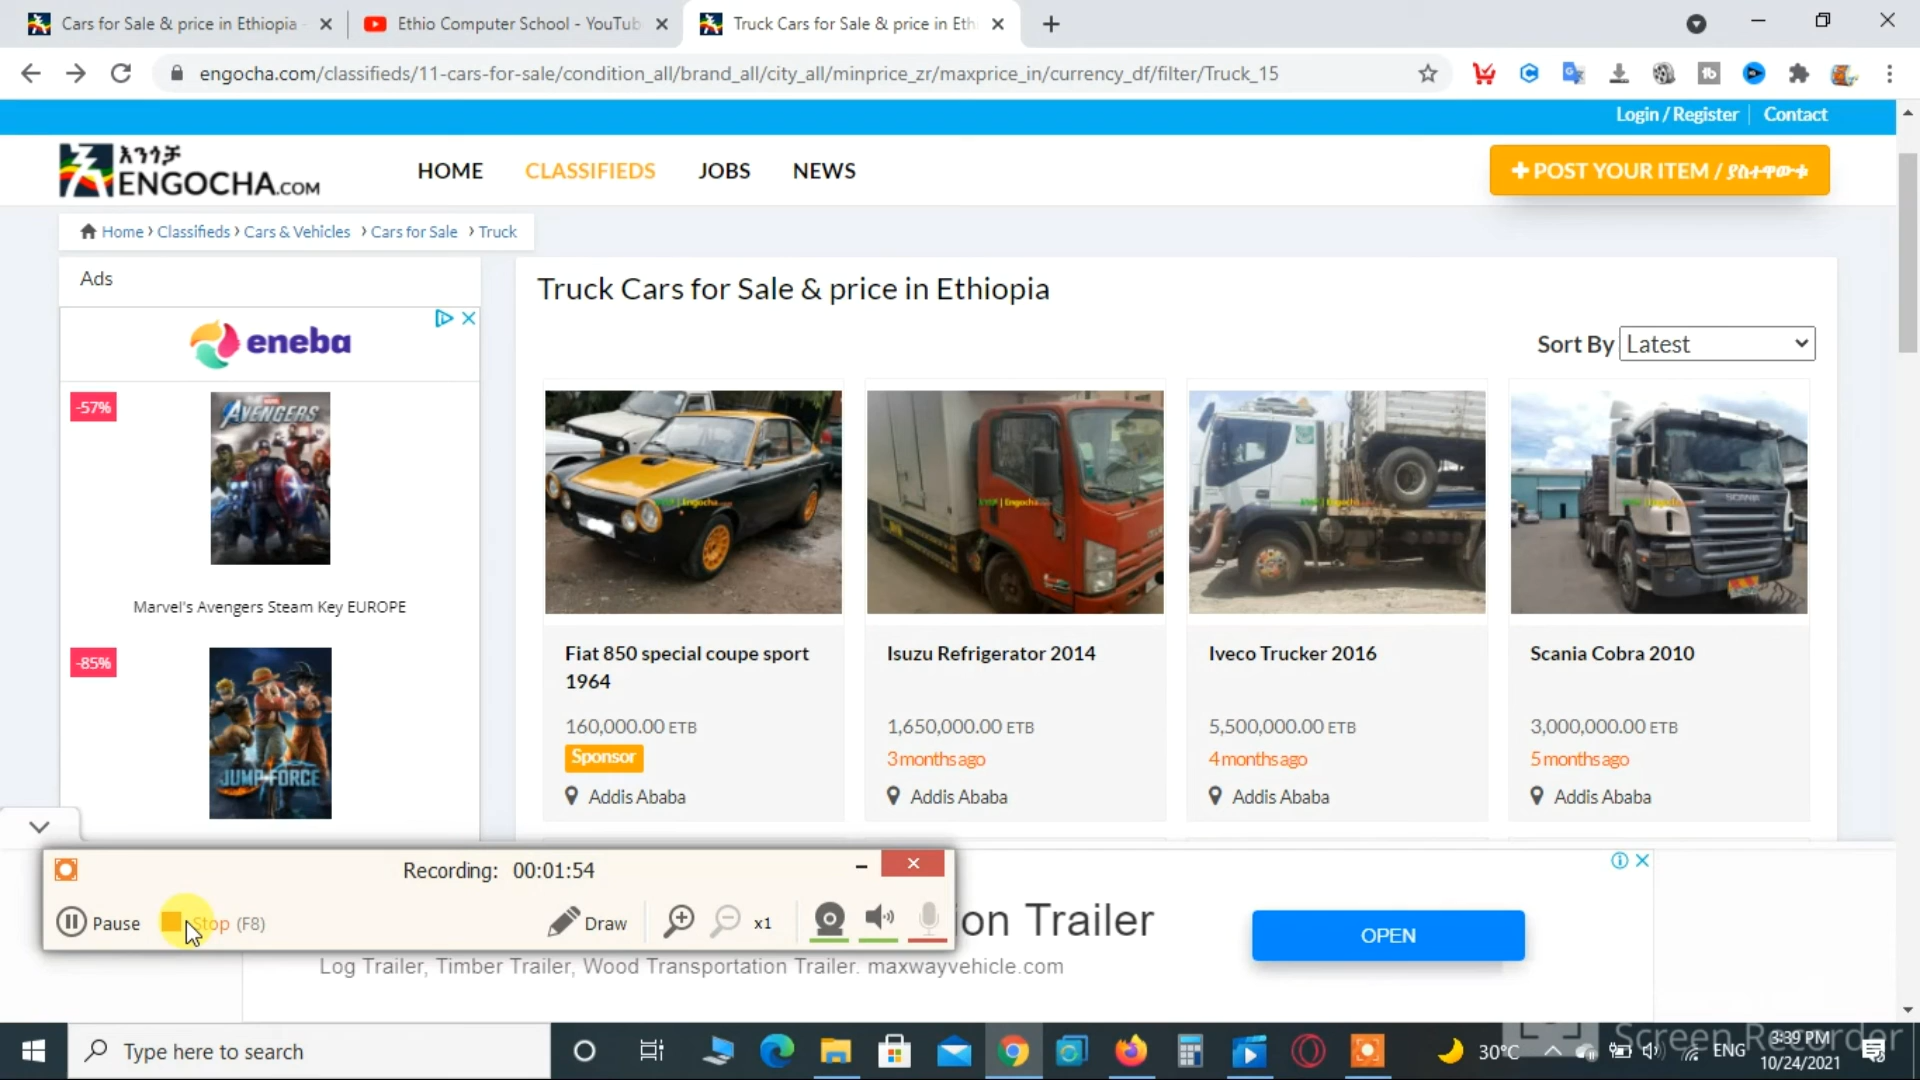 Cars for Sale & price in Ethiopia
Ethio Computer School - YouTub
Truck Cars for Sale & price in Eth
engocha.com/classifieds/11-cars-for-sale/condition_all/brand_all/city_all/minprice_zr/maxprice_in/currency_df/filter/Truck_15
Login / Register
Contact
እንጎቻ
ENGOCHA.COM
HOME
CLASSIFIEDS
JOBS
NEWS
+ POST YOUR ITEM / ያስተዋውቁ
Home › Classifieds › Cars & Vehicles › Cars for Sale › Truck
Ads
eneba
-57%
AVENGERS
Marvel's Avengers Steam Key EUROPE
-85%
JUMP FORCE
Truck Cars for Sale & price in Ethiopia
Sort By Latest
Fiat 850 special coupe sport
1964
160,000.00 ETB
Sponsor
Addis Ababa
Isuzu Refrigerator 2014
1,650,000.00 ETB
3 months ago
Addis Ababa
Iveco Trucker 2016
5,500,000.00 ETB
4 months ago
Addis Ababa
SCANIA
Scania Cobra 2010
3,000,000.00 ETB
5 months ago
Addis Ababa
Recording: 00:01:54
Pause
Stop (F8)
Draw
x1
ion Trailer
Log Trailer, Timber Trailer, Wood Transportation Trailer. maxwayvehicle.com
OPEN
Type here to search
30°C
ENG
3:39 PM
10/24/2021
Screen Recorder